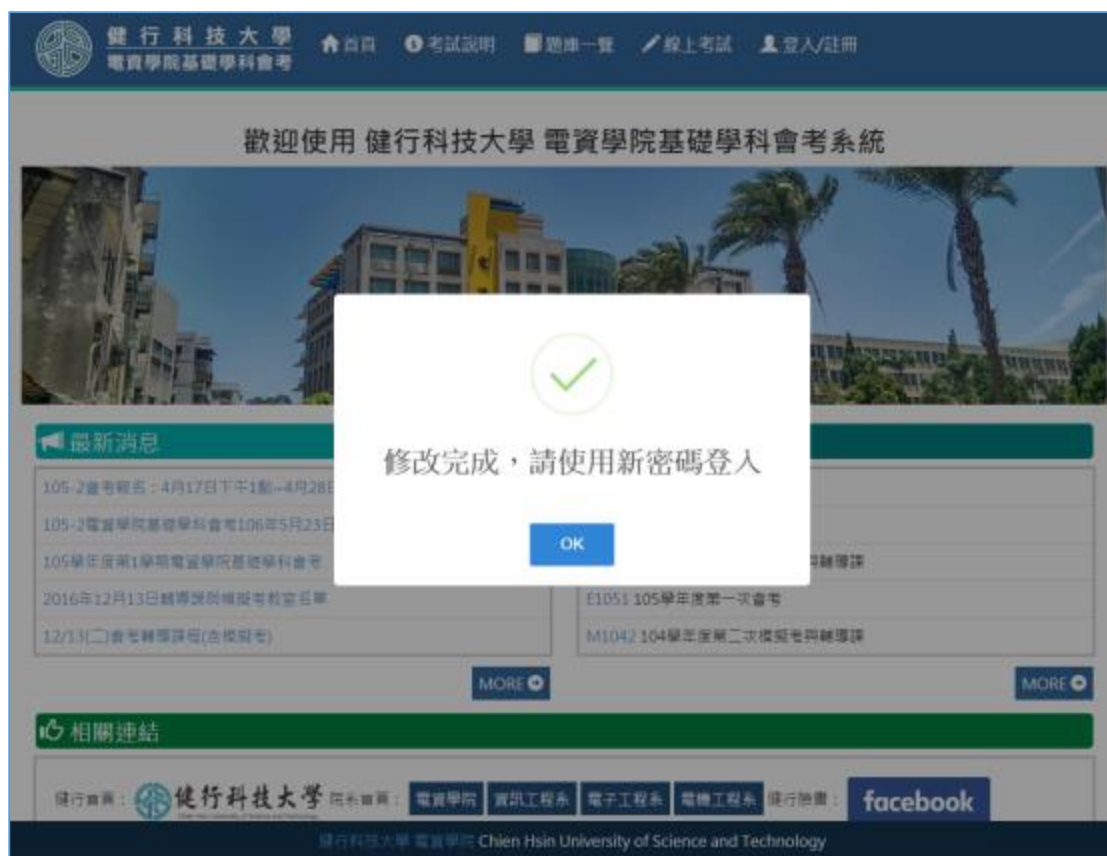 健行科技大學
電資學院基礎學科會考
首頁 考試說明 題庫一覽 線上考試 登入/註冊
歡迎使用 健行科技大學 電資學院基礎學科會考系統
最新消息
105-2會考報名:4月17日下午1點~4月28日
105-2電資學院基礎學科會考106年5月23日
105學年度第1學期電資學院基礎學科會考
2016年12月13日輔導課與模擬考教室名單
12/13(二)會考輔導課程(含模擬考)
MORE
修改完成,請使用新密碼登入
OK
與輔導課
E1051 105學年度第一次會考
M1042 104學年度第二次模擬考與輔導課
MORE
相關連結
健行首頁: 健行科技大學 院系首頁: 電資學院 資訊工程系 電子工程系 電機工程系 健行臉書: facebook
健行科技大學 電資學院 Chien Hsin University of Science and Technology